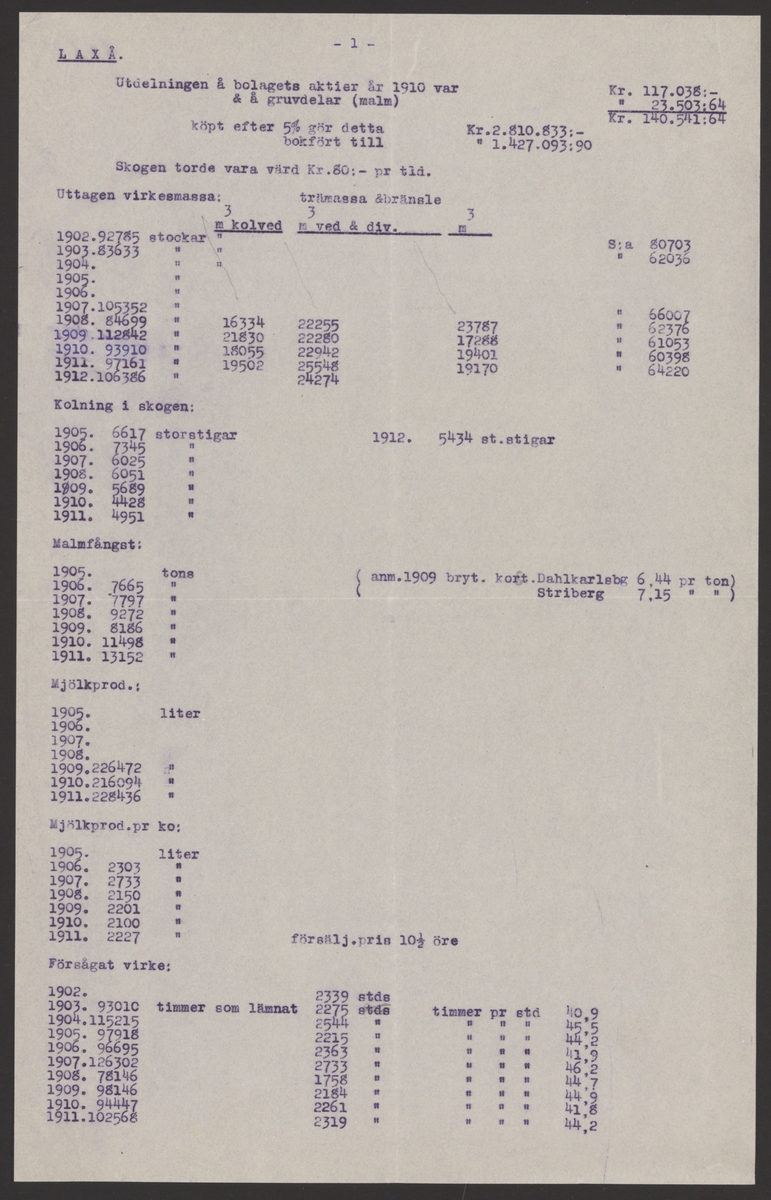 - 1 -
L A X Å.
Utdelningen å bolagets aktier år 1910 var Kr. 117.038:-
& å gruvdelar (malm) " 23.503:64
Kr. 140.541:64
köpt efter 5% gör detta Kr.2.810.833:-
bokfört till " 1.427.093:90
Skogen torde vara värd Kr.80:- pr tld.
Uttagen virkesmassa: trämassa &bränsle
3 3 3
m kolved m ved & div. m
1902.92785 stockar " S:a 80703
1903.83633 " " " 62036
1904. " "
1905. "
1906. "
1907.105352 " " 66007
1908. 84699 " 16334 22255 23787 " 62376
1909.112842 " 21830 22280 17288 " 61053
1910. 93910 " 18055 22942 19401 " 60398
1911. 97161 " 19502 25548 19170 " 64220
1912.106386 " 24274
Kolning i skogen:
1905. 6617 storstigar 1912. 5434 st.stigar
1906. 7345 "
1907. 6025 "
1908. 6051 "
1909. 5689 "
1910. 4428 "
1911. 4951 "
Malmfångst:
1905. tons ( anm.1909 bryt. kort.Dahlkarlsbg 6,44 pr ton)
1906. 7665 " ( Striberg 7,15 " " )
1907. 7797 "
1908. 9272 "
1909. 8186 "
1910. 11498 "
1911. 13152 "
Mjölkprod.:
1905. liter
1906.
1907.
1908.
1909.226472 "
1910.216094 "
1911.228436 "
Mjölkprod.pr ko:
1905. liter
1906. 2303 "
1907. 2733 "
1908. 2150 "
1909. 2201 "
1910. 2100 "
1911. 2227 " försälj.pris 10½ öre
Försågat virke:
1902. 2339 stds
1903. 93010 timmer som lämnat 2275 stds timmer pr std 40,9
1904.115215 2544 " " " " 45,5
1905. 97918 2215 " " " " 44,2
1906. 96695 2363 " " " " 41,9
1907.126302 2733 " " " " 46,2
1908. 78146 1758 " " " " 44,7
1909. 98146 2184 " " " " 44,9
1910. 94447 2261 " " " " 41,8
1911.102568 2319 " " " " 44,2